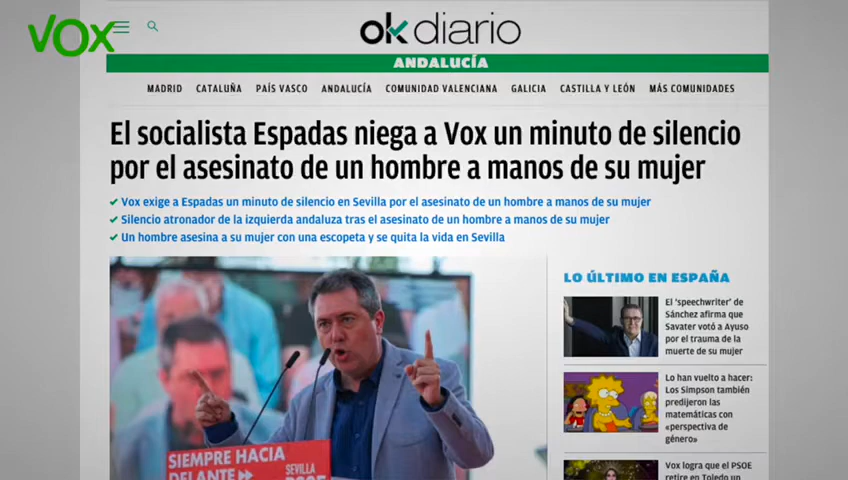 VOX
okdiario
ANDALUCÍA
MADRID CATALUÑA PAÍS VASCO ANDALUCÍA COMUNIDAD VALENCIANA GALICIA CASTILLA Y LEÓN MÁS COMUNIDADES
El socialista Espadas niega a Vox un minuto de silencio
por el asesinato de un hombre a manos de su mujer
Vox exige a Espadas un minuto de silencio en Sevilla por el asesinato de un hombre a manos de su mujer
Silencio atronador de la izquierda andaluza tras el asesinato de un hombre a manos de su mujer
Un hombre asesina a su mujer con una escopeta y se quita la vida en Sevilla
SIEMPRE HACIA
DELANTE
SEVILLA
PSOE
LO ÚLTIMO EN ESPAÑA
El 'speechwriter' de
Sánchez afirma que
Savater votó a Ayuso
por el trauma de la
muerte de su mujer
Lo han vuelto a hacer:
Los Simpson también
predijeron las
matemáticas con
«perspectiva de
género»
Vox logra que el PSOE
retire en Toledo un